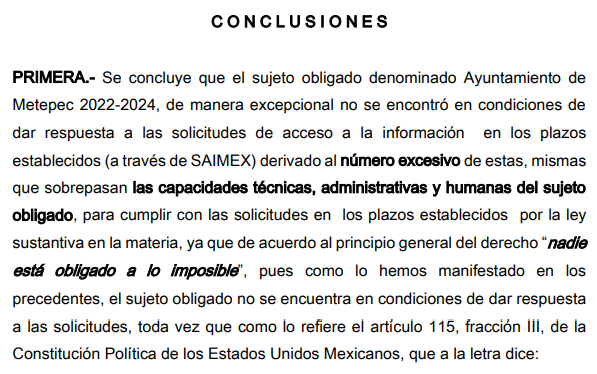 CONCLUSIONES
PRIMERA.- Se concluye que el sujeto obligado denominado Ayuntamiento de
Metepec 2022-2024, de manera excepcional no se encontró en condiciones de
dar respuesta a las solicitudes de acceso a la información en los plazos
establecidos (a través de SAIMEX) derivado al número excesivo de estas, mismas
que sobrepasan las capacidades técnicas, administrativas y humanas del sujeto
obligado, para cumplir con las solicitudes en los plazos establecidos por la ley
sustantiva en la materia, ya que de acuerdo al principio general del derecho “nadie
está obligado a lo imposible”, pues como lo hemos manifestado en los
precedentes, el sujeto obligado no se encuentra en condiciones de dar respuesta
a las solicitudes, toda vez que como lo refiere el artículo 115, fracción III, de la
Constitución Política de los Estados Unidos Mexicanos, que a la letra dice: